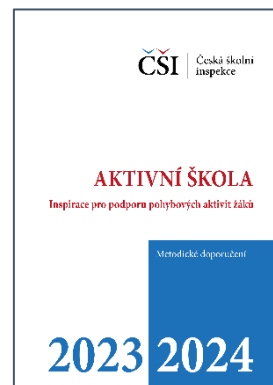 ČŠI
Česká školní
inspekce
AKTIVNÍ ŠKOLA
Inspirace pro podporu pohybových aktivit žáků
Metodické doporučení
2023 2024